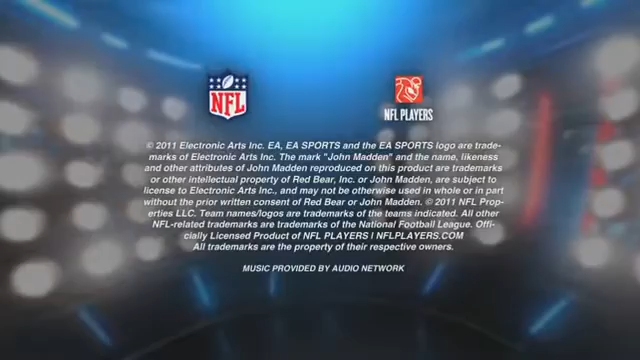 NFL
NFL PLAYERS
© 2011 Electronic Arts Inc. EA, EA SPORTS and the EA SPORTS logo are trade-
marks of Electronic Arts Inc. The mark "John Madden" and the name, likeness
and other attributes of John Madden reproduced on this product are trademarks
or other intellectual property of Red Bear, Inc. or John Madden, are subject to
license to Electronic Arts Inc., and may not be otherwise used in whole or in part
without the prior written consent of Red Bear or John Madden. © 2011 NFL Prop-
erties LLC. Team names/logos are trademarks of the teams indicated. All other
NFL-related trademarks are trademarks of the National Football League. Offi-
cially Licensed Product of NFL PLAYERS I NFLPLAYERS.COM
All trademarks are the property of their respective owners.
MUSIC PROVIDED BY AUDIO NETWORK